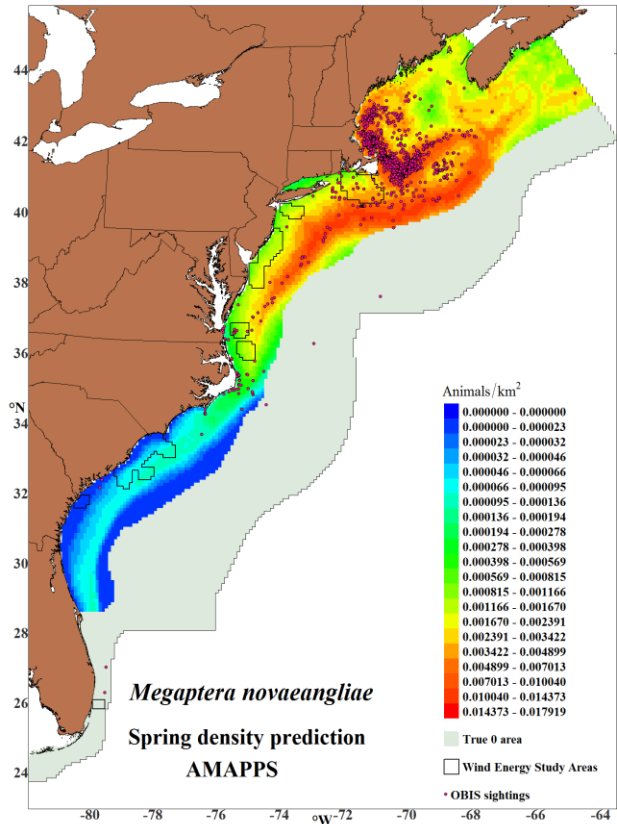 44
42
40
38
36
°N
34
32
30
28
26
24
-80
-78
-76
-74
-72
-70
-68
-66
-64
°W
Animals/km²
0.000000 - 0.000000
0.000000 - 0.000023
0.000023 - 0.000032
0.000032 - 0.000046
0.000046 - 0.000066
0.000066 - 0.000095
0.000095 - 0.000136
0.000136 - 0.000194
0.000194 - 0.000278
0.000278 - 0.000398
0.000398 - 0.000569
0.000569 - 0.000815
0.000815 - 0.001166
0.001166 - 0.001670
0.001670 - 0.002391
0.002391 - 0.003422
0.003422 - 0.004899
0.004899 - 0.007013
0.007013 - 0.010040
0.010040 - 0.014373
0.014373 - 0.017919
True 0 area
Wind Energy Study Areas
OBIS sightings
Megaptera novaeangliae
Spring density prediction
AMAPPS